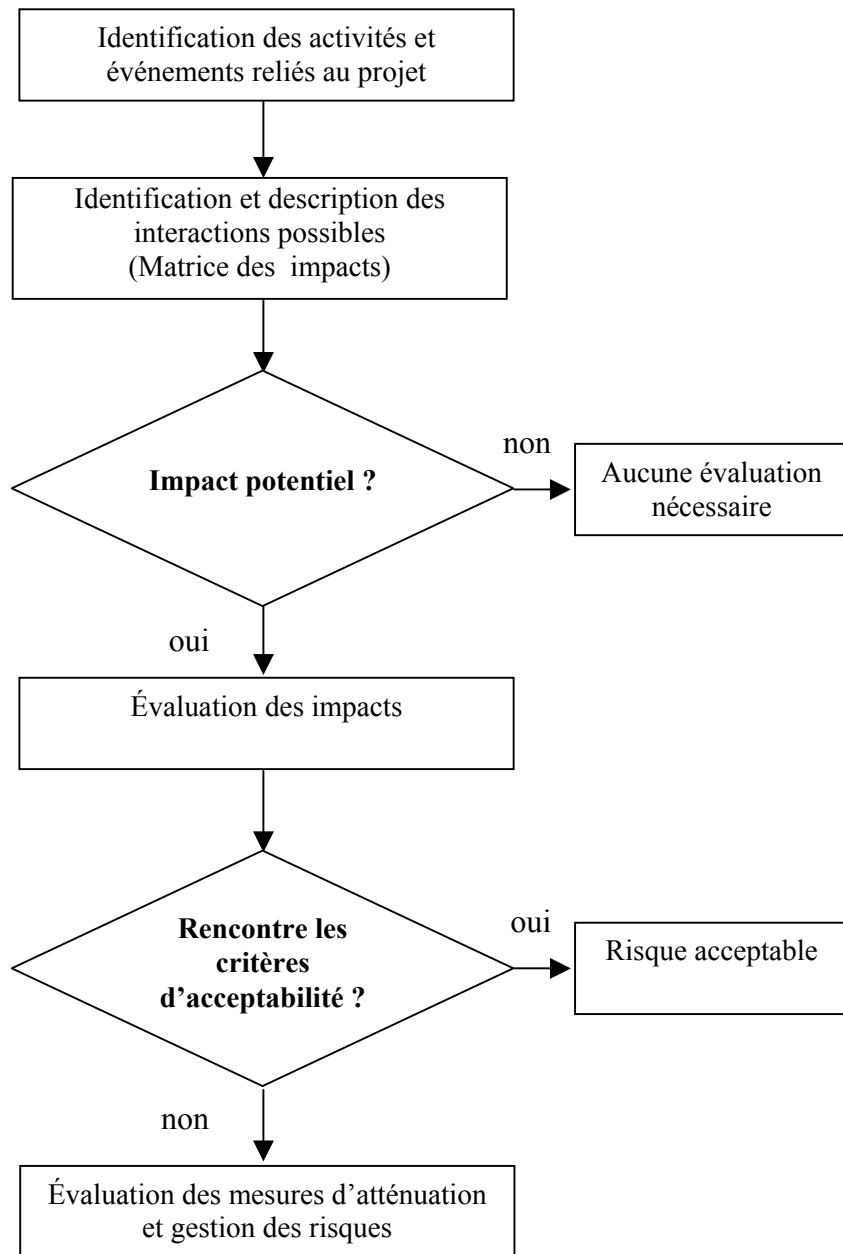 Identification des activités et
événements reliés au projet
Identification et description des
interactions possibles
(Matrice des impacts)
Impact potentiel ?
non
Aucune évaluation
nécessaire
oui
Évaluation des impacts
Rencontre les
critères
d’acceptabilité ?
oui
Risque acceptable
non
Évaluation des mesures d’atténuation
et gestion des risques